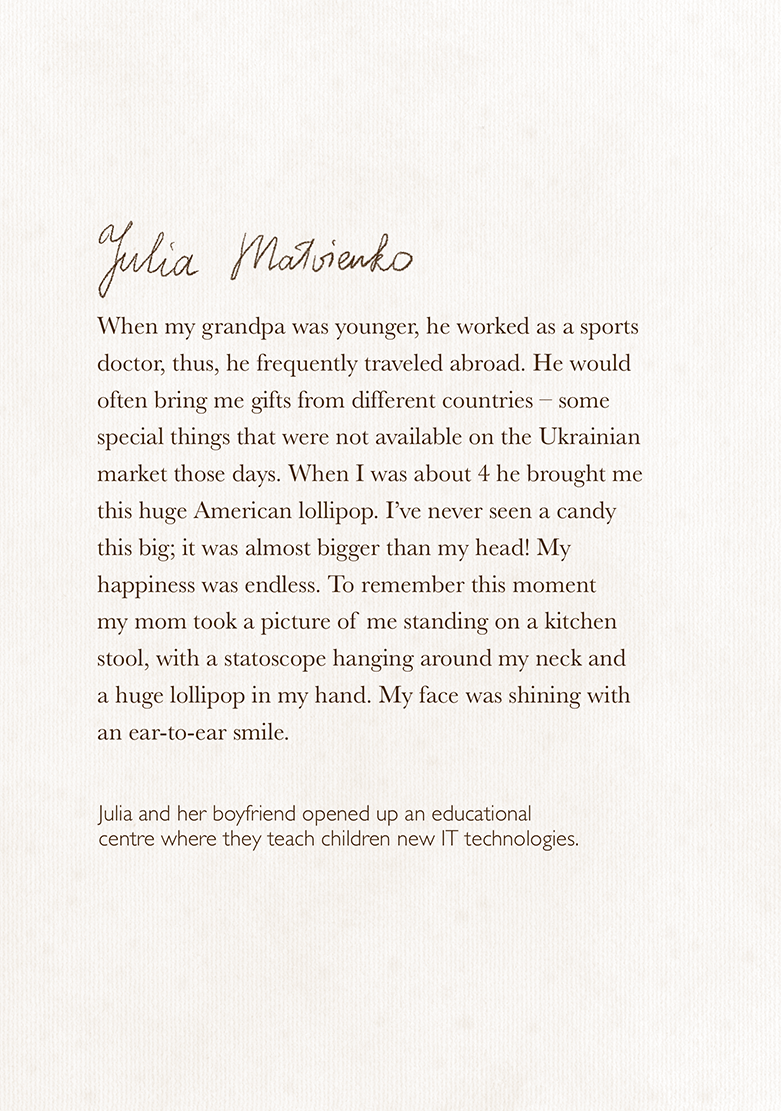 Julia Matvienko
When my grandpa was younger, he worked as a sports
doctor, thus, he frequently traveled abroad. He would
often bring me gifts from different countries – some
special things that were not available on the Ukrainian
market those days. When I was about 4 he brought me
this huge American lollipop. I’ve never seen a candy
this big; it was almost bigger than my head! My
happiness was endless. To remember this moment
my mom took a picture of me standing on a kitchen
stool, with a statoscope hanging around my neck and
a huge lollipop in my hand. My face was shining with
an ear-to-ear smile.
Julia and her boyfriend opened up an educational
centre where they teach children new IT technologies.